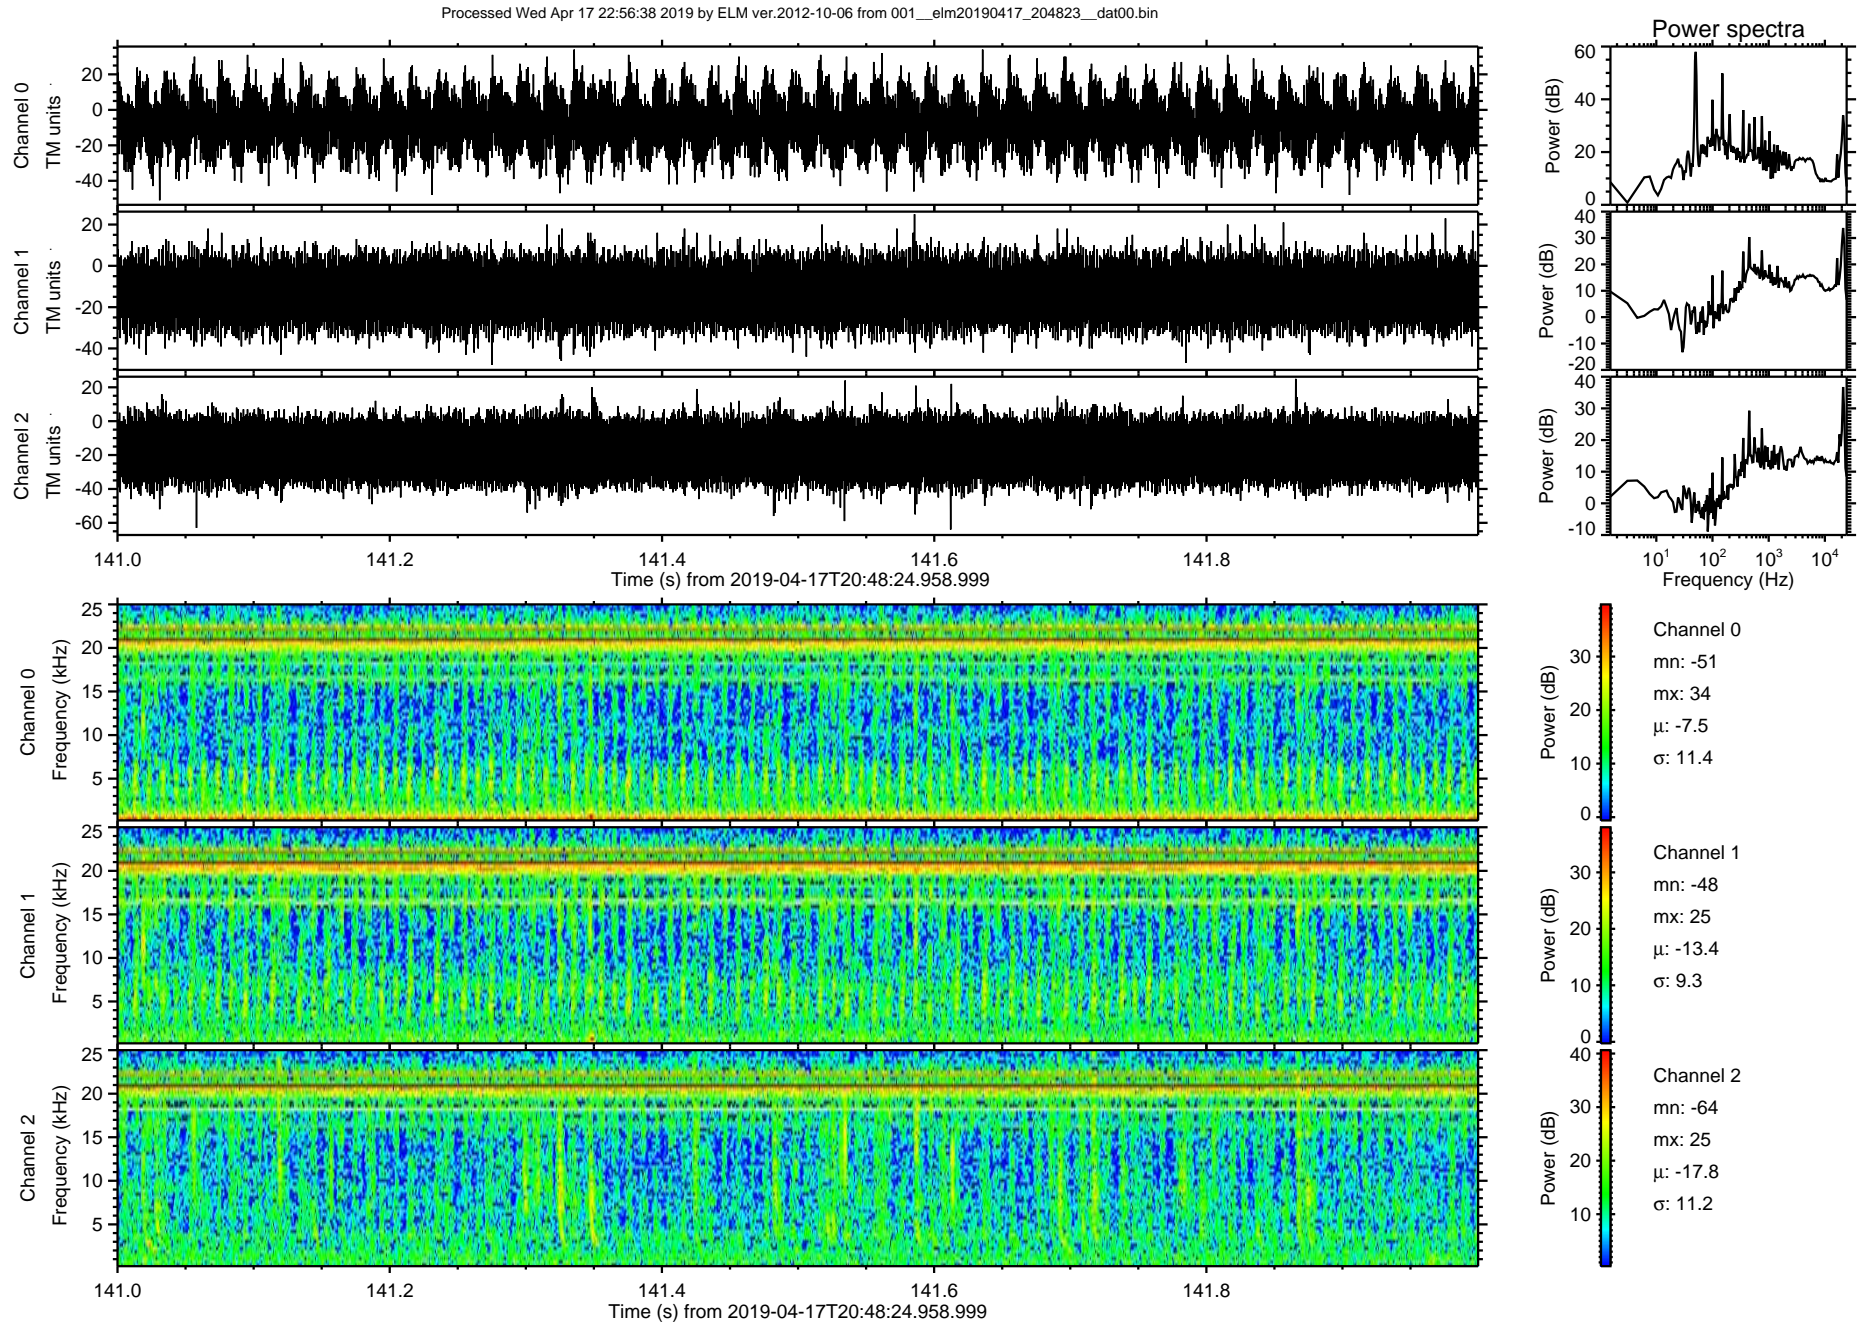 Processed Wed Apr 17 22:56:38 2019 by ELM ver.2012-10-06 from 001__elm20190417_204823__dat00.bin
Power spectra
Channel 0
TM units
20
0
-20
-40
Power (dB)
60
40
20
0
Channel 1
TM units
20
0
-20
-40
Power (dB)
40
30
20
10
0
-10
-20
Channel 2
TM units
20
0
-20
-40
-60
Power (dB)
40
30
20
10
0
-10
141.0 141.2 141.4 141.6 141.8
Time (s) from 2019-04-17T20:48:24.958.999
10^1 10^2 10^3 10^4
Frequency (Hz)
Channel 0
Frequency (kHz)
25
20
15
10
5
Power (dB)
30
20
10
0
Channel 0
mn: -51
mx: 34
μ: -7.5
σ: 11.4
Channel 1
Frequency (kHz)
25
20
15
10
5
Power (dB)
30
20
10
0
Channel 1
mn: -48
mx: 25
μ: -13.4
σ: 9.3
Channel 2
Frequency (kHz)
25
20
15
10
5
Power (dB)
40
30
20
10
Channel 2
mn: -64
mx: 25
μ: -17.8
σ: 11.2
141.0 141.2 141.4 141.6 141.8
Time (s) from 2019-04-17T20:48:24.958.999